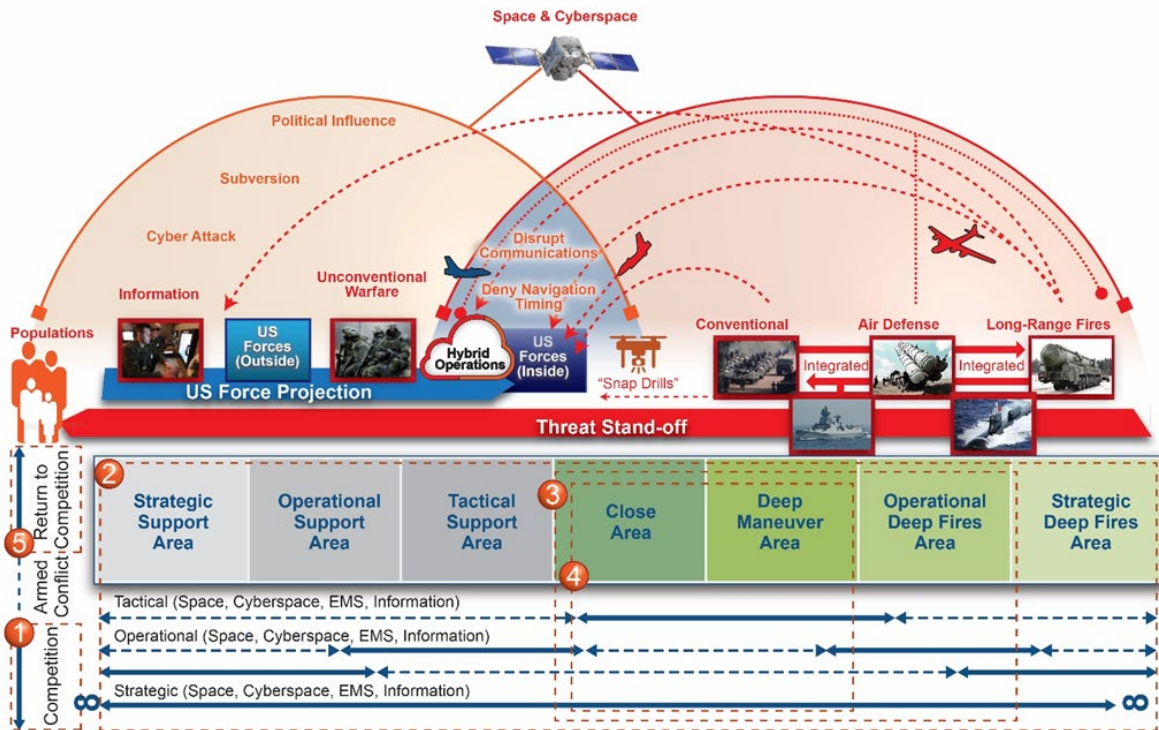 Space & Cyberspace
Political Influence
Subversion
Cyber Attack
Disrupt
Communications
Deny Navigation
Timing
Unconventional
Warfare
Information
Populations
US
Forces
(Outside)
Hybrid
Operations
US
Forces
(Inside)
"Snap Drills"
Conventional
Air Defense
Long-Range Fires
Integrated
Integrated
US Force Projection
Threat Stand-off
2
Strategic
Support
Area
Operational
Support
Area
Tactical
Support
Area
3
Close
Area
Deep
Maneuver
Area
Operational
Deep Fires
Area
Strategic
Deep Fires
Area
4
5
Return to
Competition
Armed
Conflict
1
Competition
Tactical (Space, Cyberspace, EMS, Information)
Operational (Space, Cyberspace, EMS, Information)
Strategic (Space, Cyberspace, EMS, Information)
∞
∞